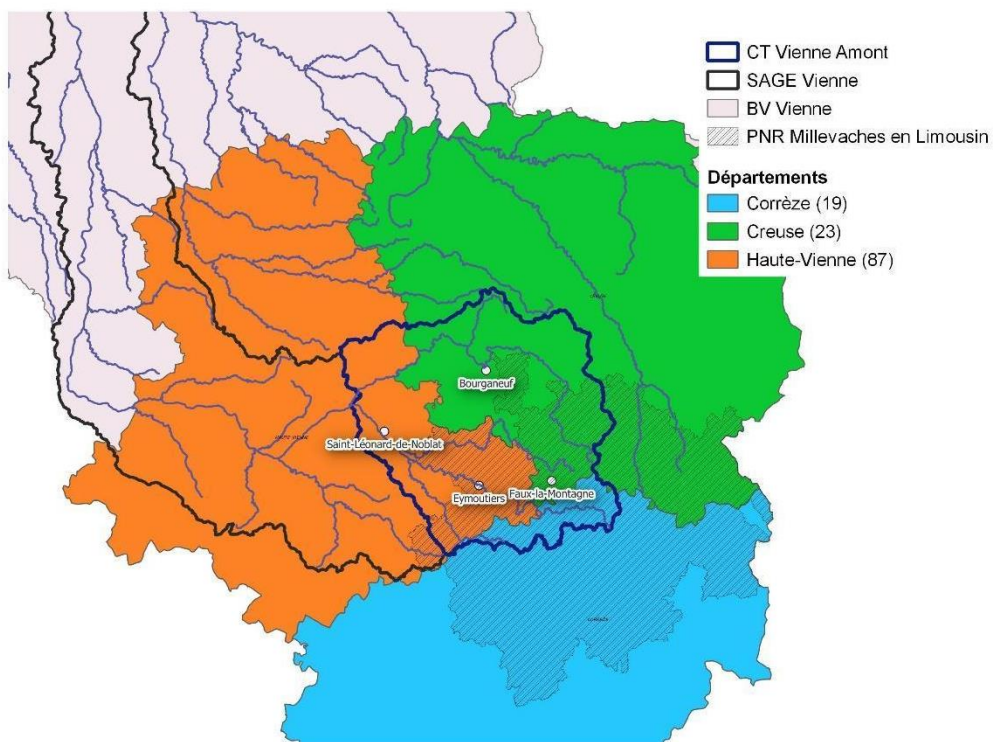 CT Vienne Amont
SAGE Vienne
BV Vienne
PNR Millevaches en Limousin
Départements
Corrèze (19)
Creuse (23)
Haute-Vienne (87)
Bourganeuf
Saint-Léonard-de-Noblat
Eymoutiers
Faux-la-Montagne